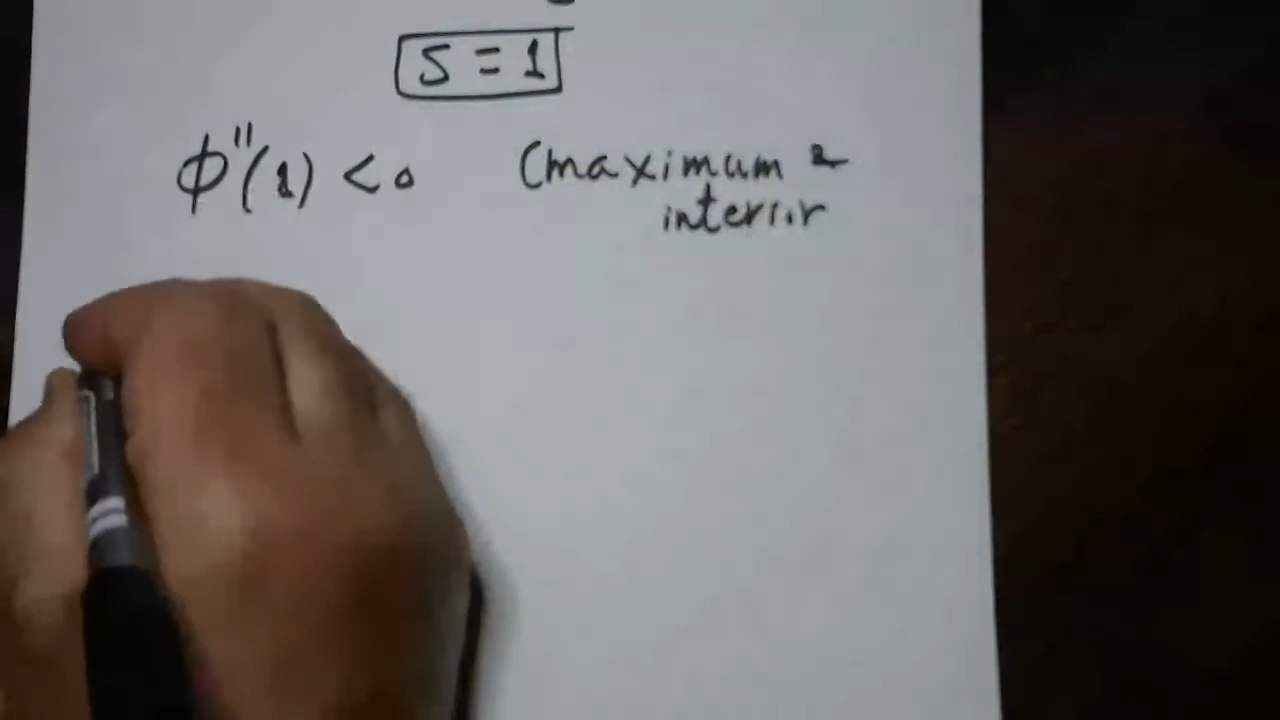 S = 1
ϕ''(1) < 0 (maximum
interior